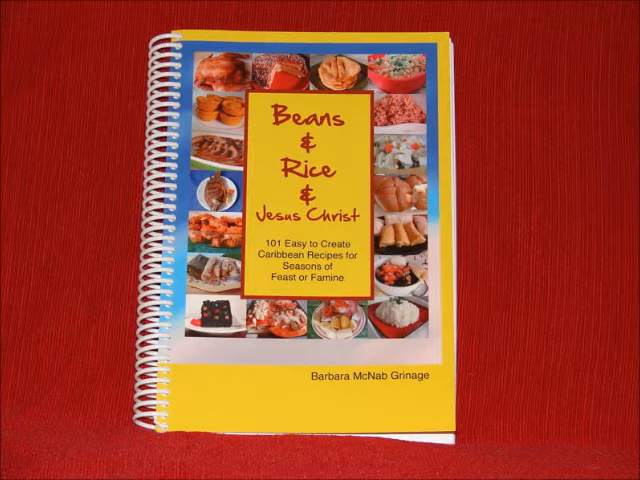 Beans
&
Rice
&
Jesus Christ
101 Easy to Create
Caribbean Recipes for
Seasons of
Feast or Famine
Barbara McNab Grinage